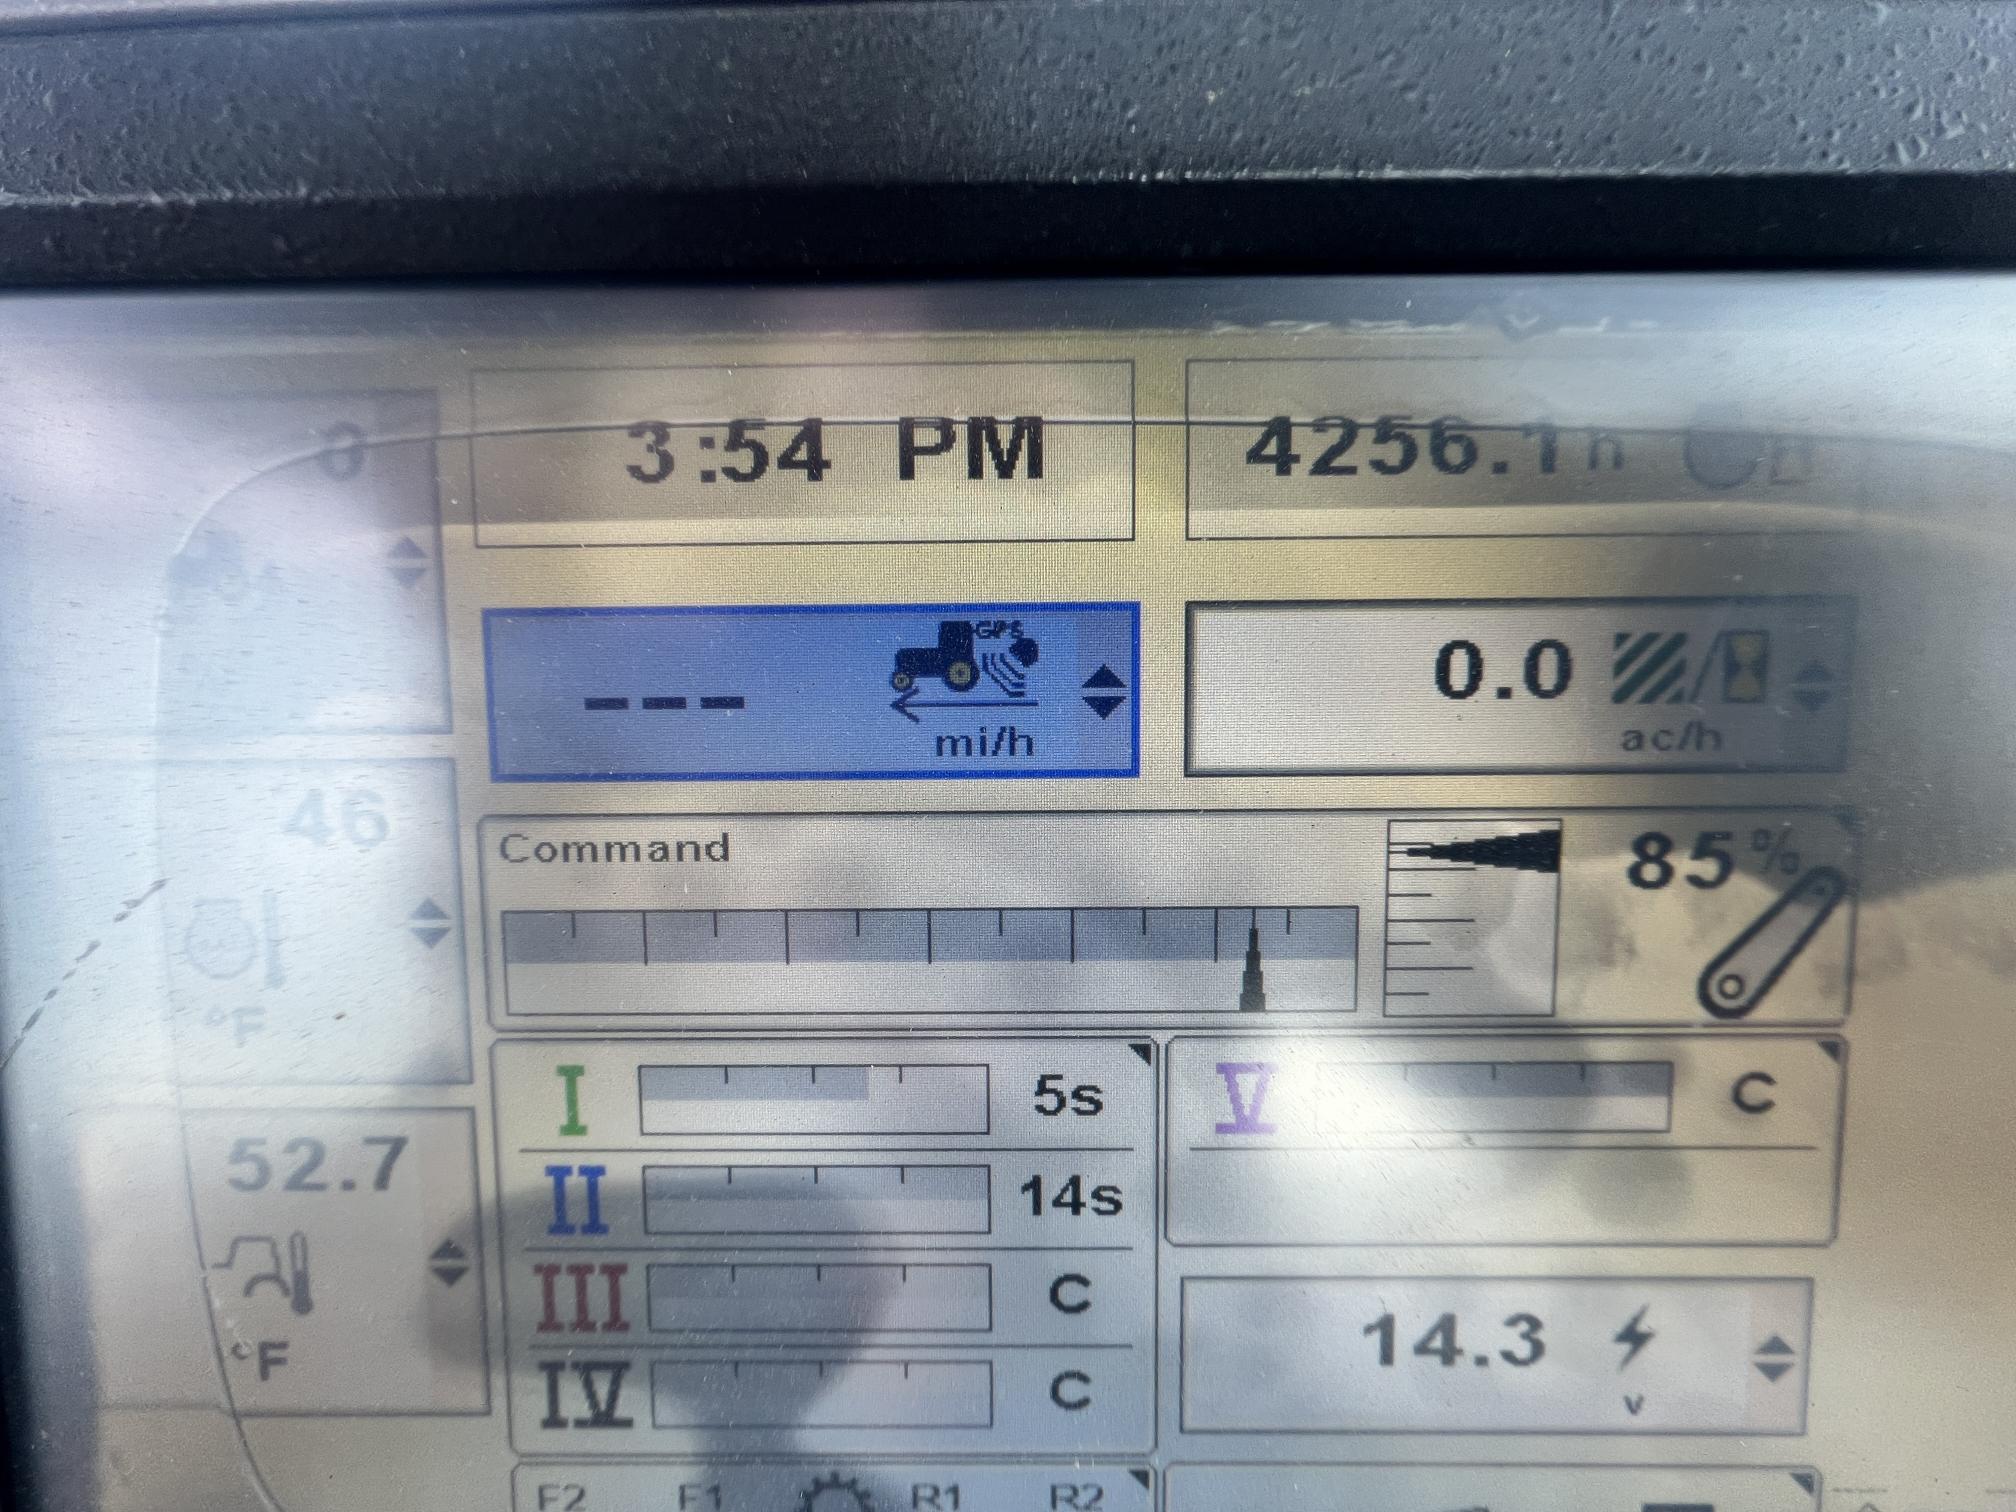 0
3:54 PM
4256.1 h
GPS
--- mi/h
0.0 ac/h
46
°F
Command
85 %
52.7
°F
I 5s
II 14s
III C
IV C
V C
14.3
V
F2 F1 R1 R2